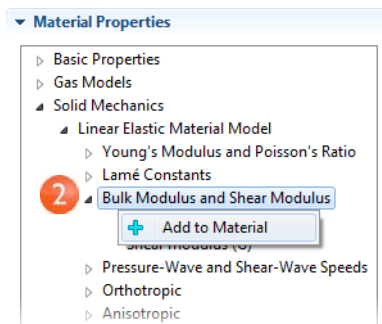 Material Properties
Basic Properties
Gas Models
Solid Mechanics
Linear Elastic Material Model
Young's Modulus and Poisson's Ratio
Lamé Constants
2
Bulk Modulus and Shear Modulus
Add to Material
Shear modulus (G)
Pressure-Wave and Shear-Wave Speeds
Orthotropic
Anisotropic